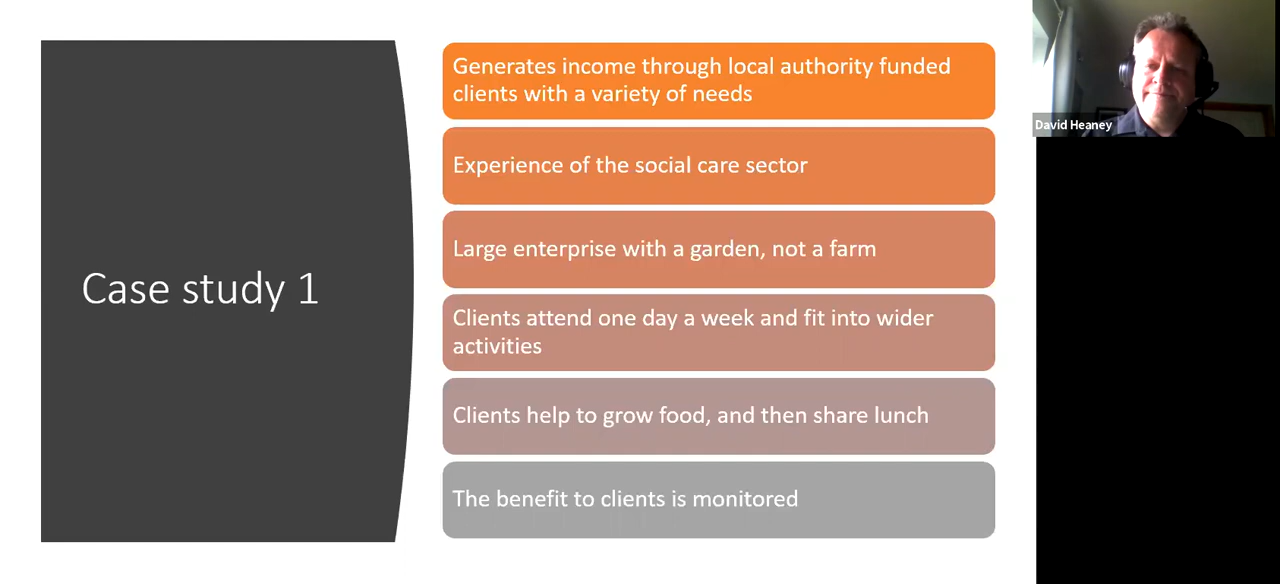 Case study 1
Generates income through local authority funded
clients with a variety of needs
Experience of the social care sector
Large enterprise with a garden, not a farm
Clients attend one day a week and fit into wider
activities
Clients help to grow food, and then share lunch
The benefit to clients is monitored
David Heaney